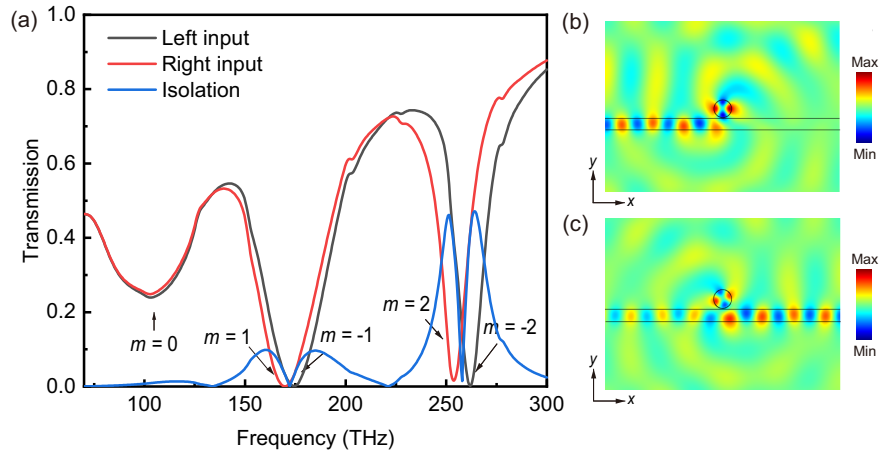 (a)
Left input
Right input
Isolation
1.0
0.8
0.6
0.4
0.2
0.0
Transmission
m = 0
m = 1
m = -1
m = 2
m = -2
100
150
200
250
300
Frequency (THz)
(b)
Max
Min
y
x
(c)
Max
Min
y
x